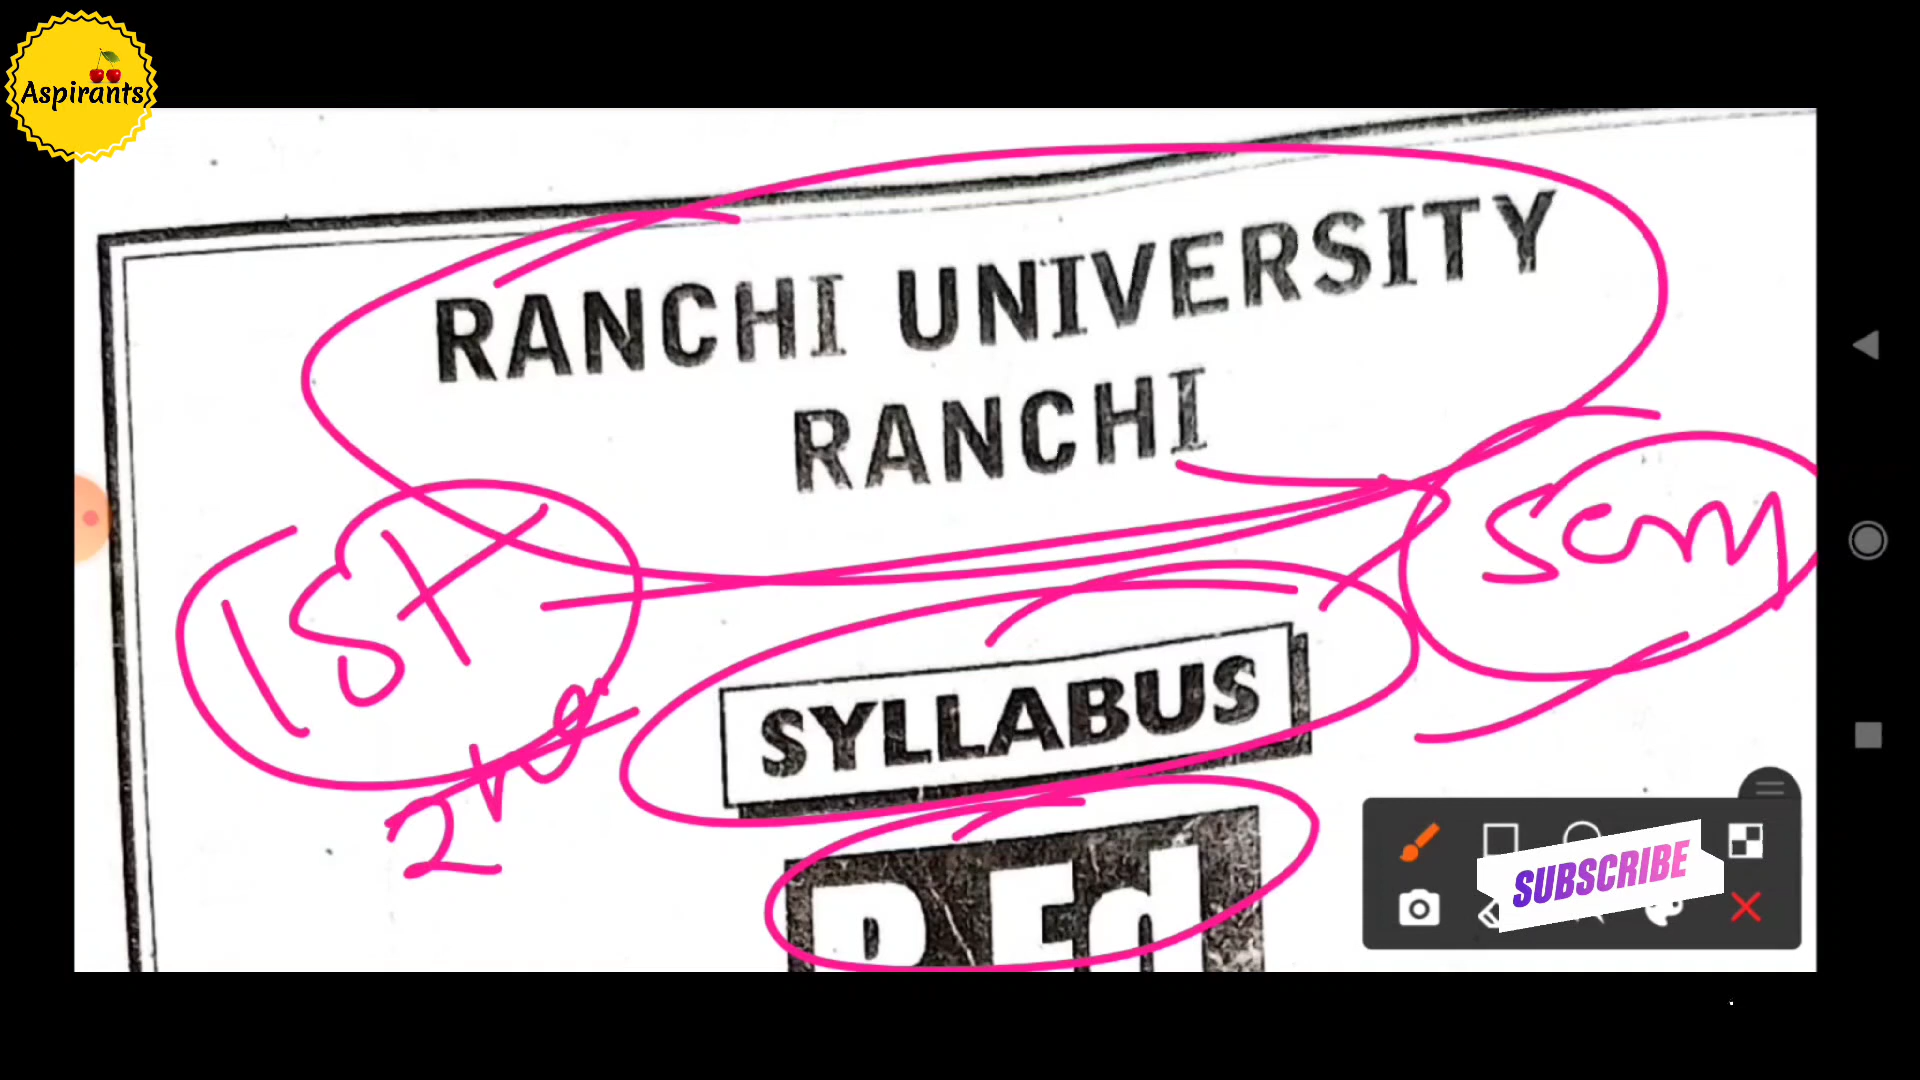 Aspirants
RANCHI UNIVERSITY
RANCHI
1st
Sem
SYLLABUS
2nd
B.Ed
SUBSCRIBE